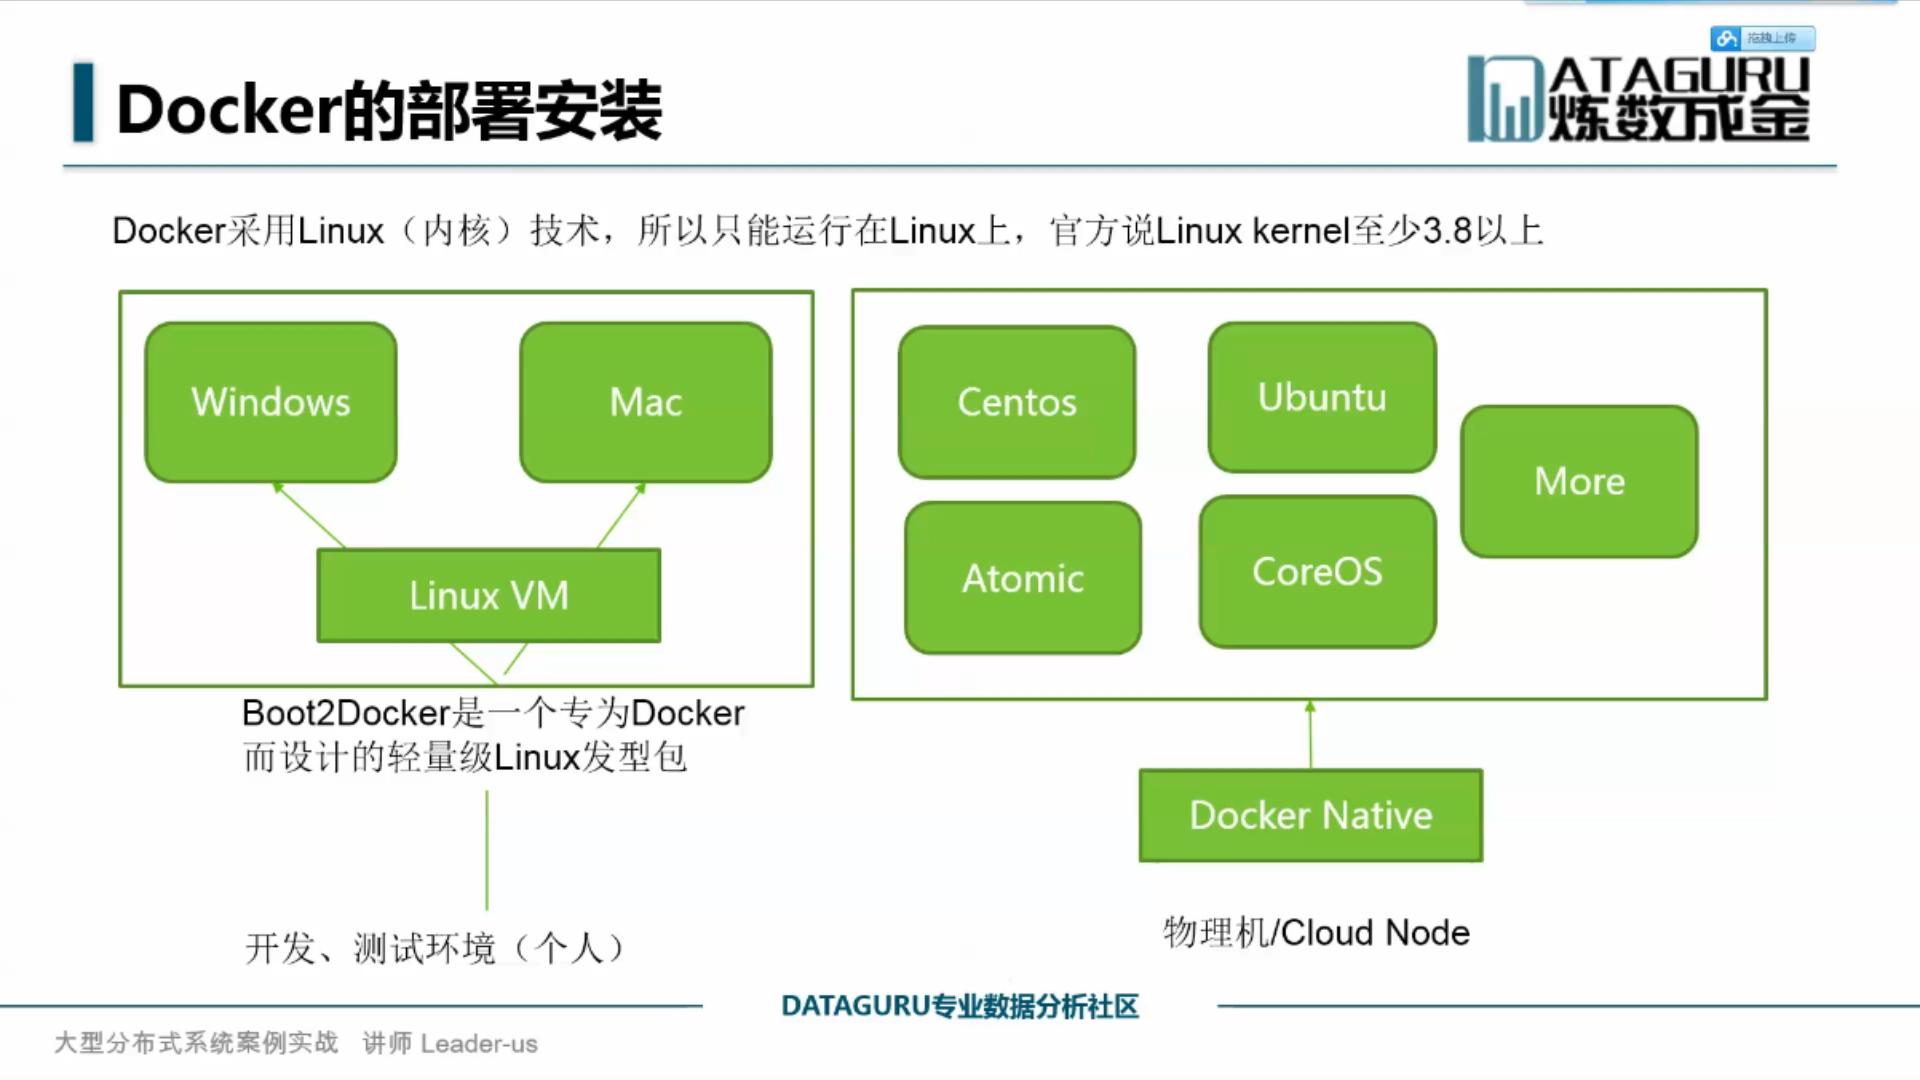 拖拽上传
Docker的部署安装
DATAGURU
炼数成金
Docker采用Linux（内核）技术，所以只能运行在Linux上，官方说Linux kernel至少3.8以上
Windows
Mac
Linux VM
Boot2Docker是一个专为Docker
而设计的轻量级Linux发型包
开发、测试环境（个人）
Centos
Ubuntu
More
Atomic
CoreOS
Docker Native
物理机/Cloud Node
DATAGURU专业数据分析社区
大型分布式系统案例实战 讲师 Leader-us